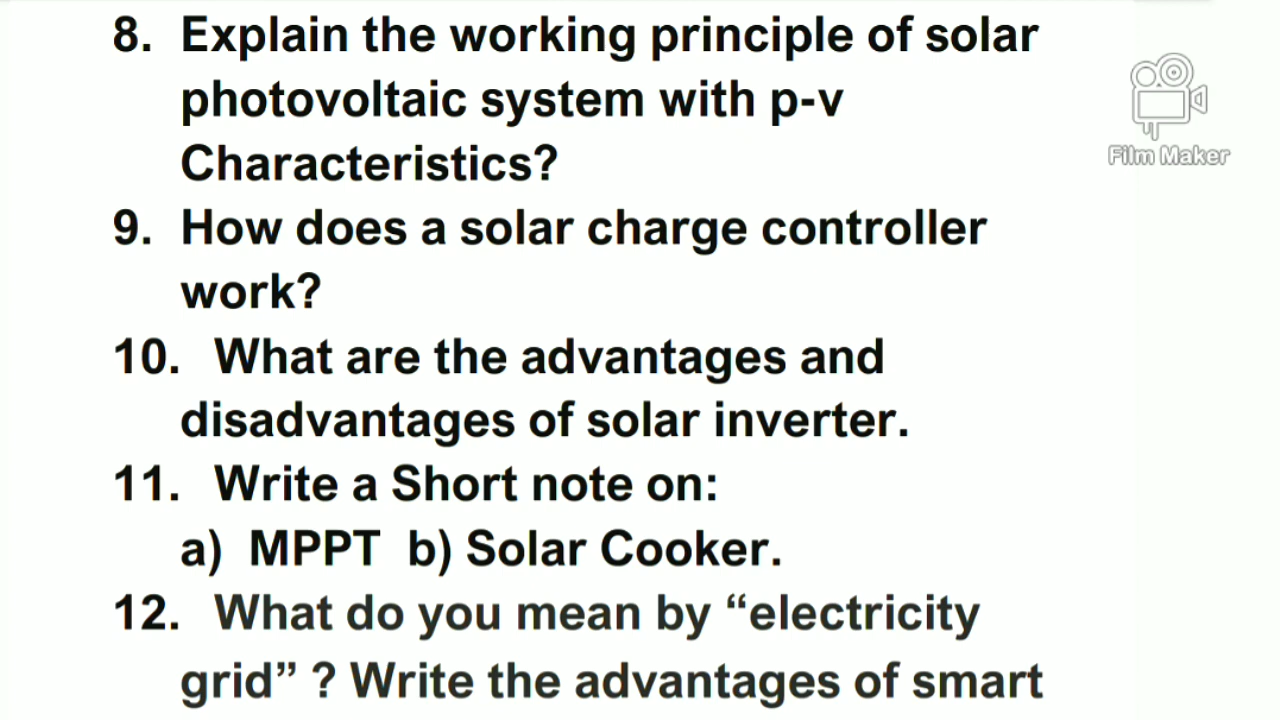 8. Explain the working principle of solar
photovoltaic system with p-v
Characteristics?
9. How does a solar charge controller
work?
10. What are the advantages and
disadvantages of solar inverter.
11. Write a Short note on:
a) MPPT b) Solar Cooker.
12. What do you mean by “electricity
grid” ? Write the advantages of smart
Film Maker